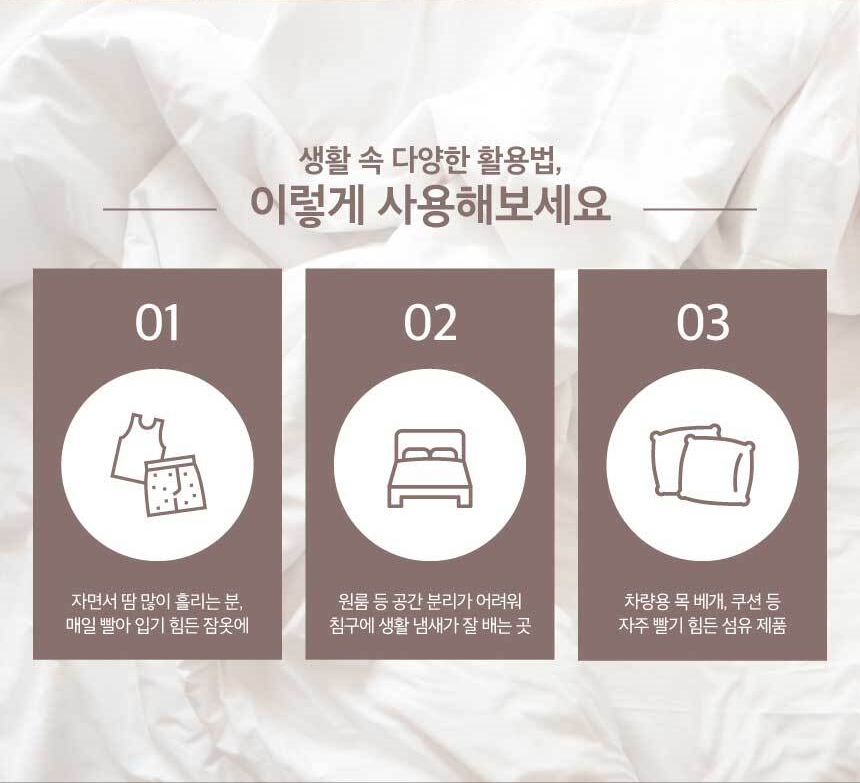 생활 속 다양한 활용법,
이렇게 사용해보세요
01
자면서 땀 많이 흘리는 분,
매일 빨아 입기 힘든 잠옷에
02
원룸 등 공간 분리가 어려워
침구에 생활 냄새가 잘 배는 곳
03
차량용 목 베개, 쿠션 등
자주 빨기 힘든 섬유 제품